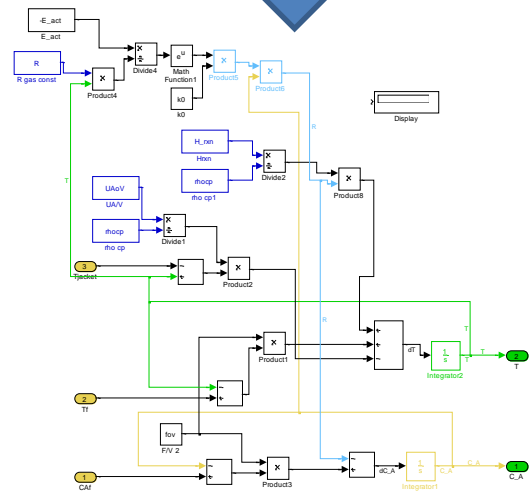 -E_act
E_act
Divide4
e^u
Math
Function1
Product5
Product6
R
R gas const
Product4
k0
k0
Display
R
T
H_rxn
Hrxn
Divide2
rhocp
rho cp1
Product8
UAoV
UA/V
Divide1
rhocp
rho cp
3
Tjacket
Product2
R
T
dT
1
s
T
T
2
T
Integrator2
Product1
2
Tf
fov
F/V 2
1
CAf
Product3
dC_A
1
s
Integrator1
C_A
C_A
1
C_A